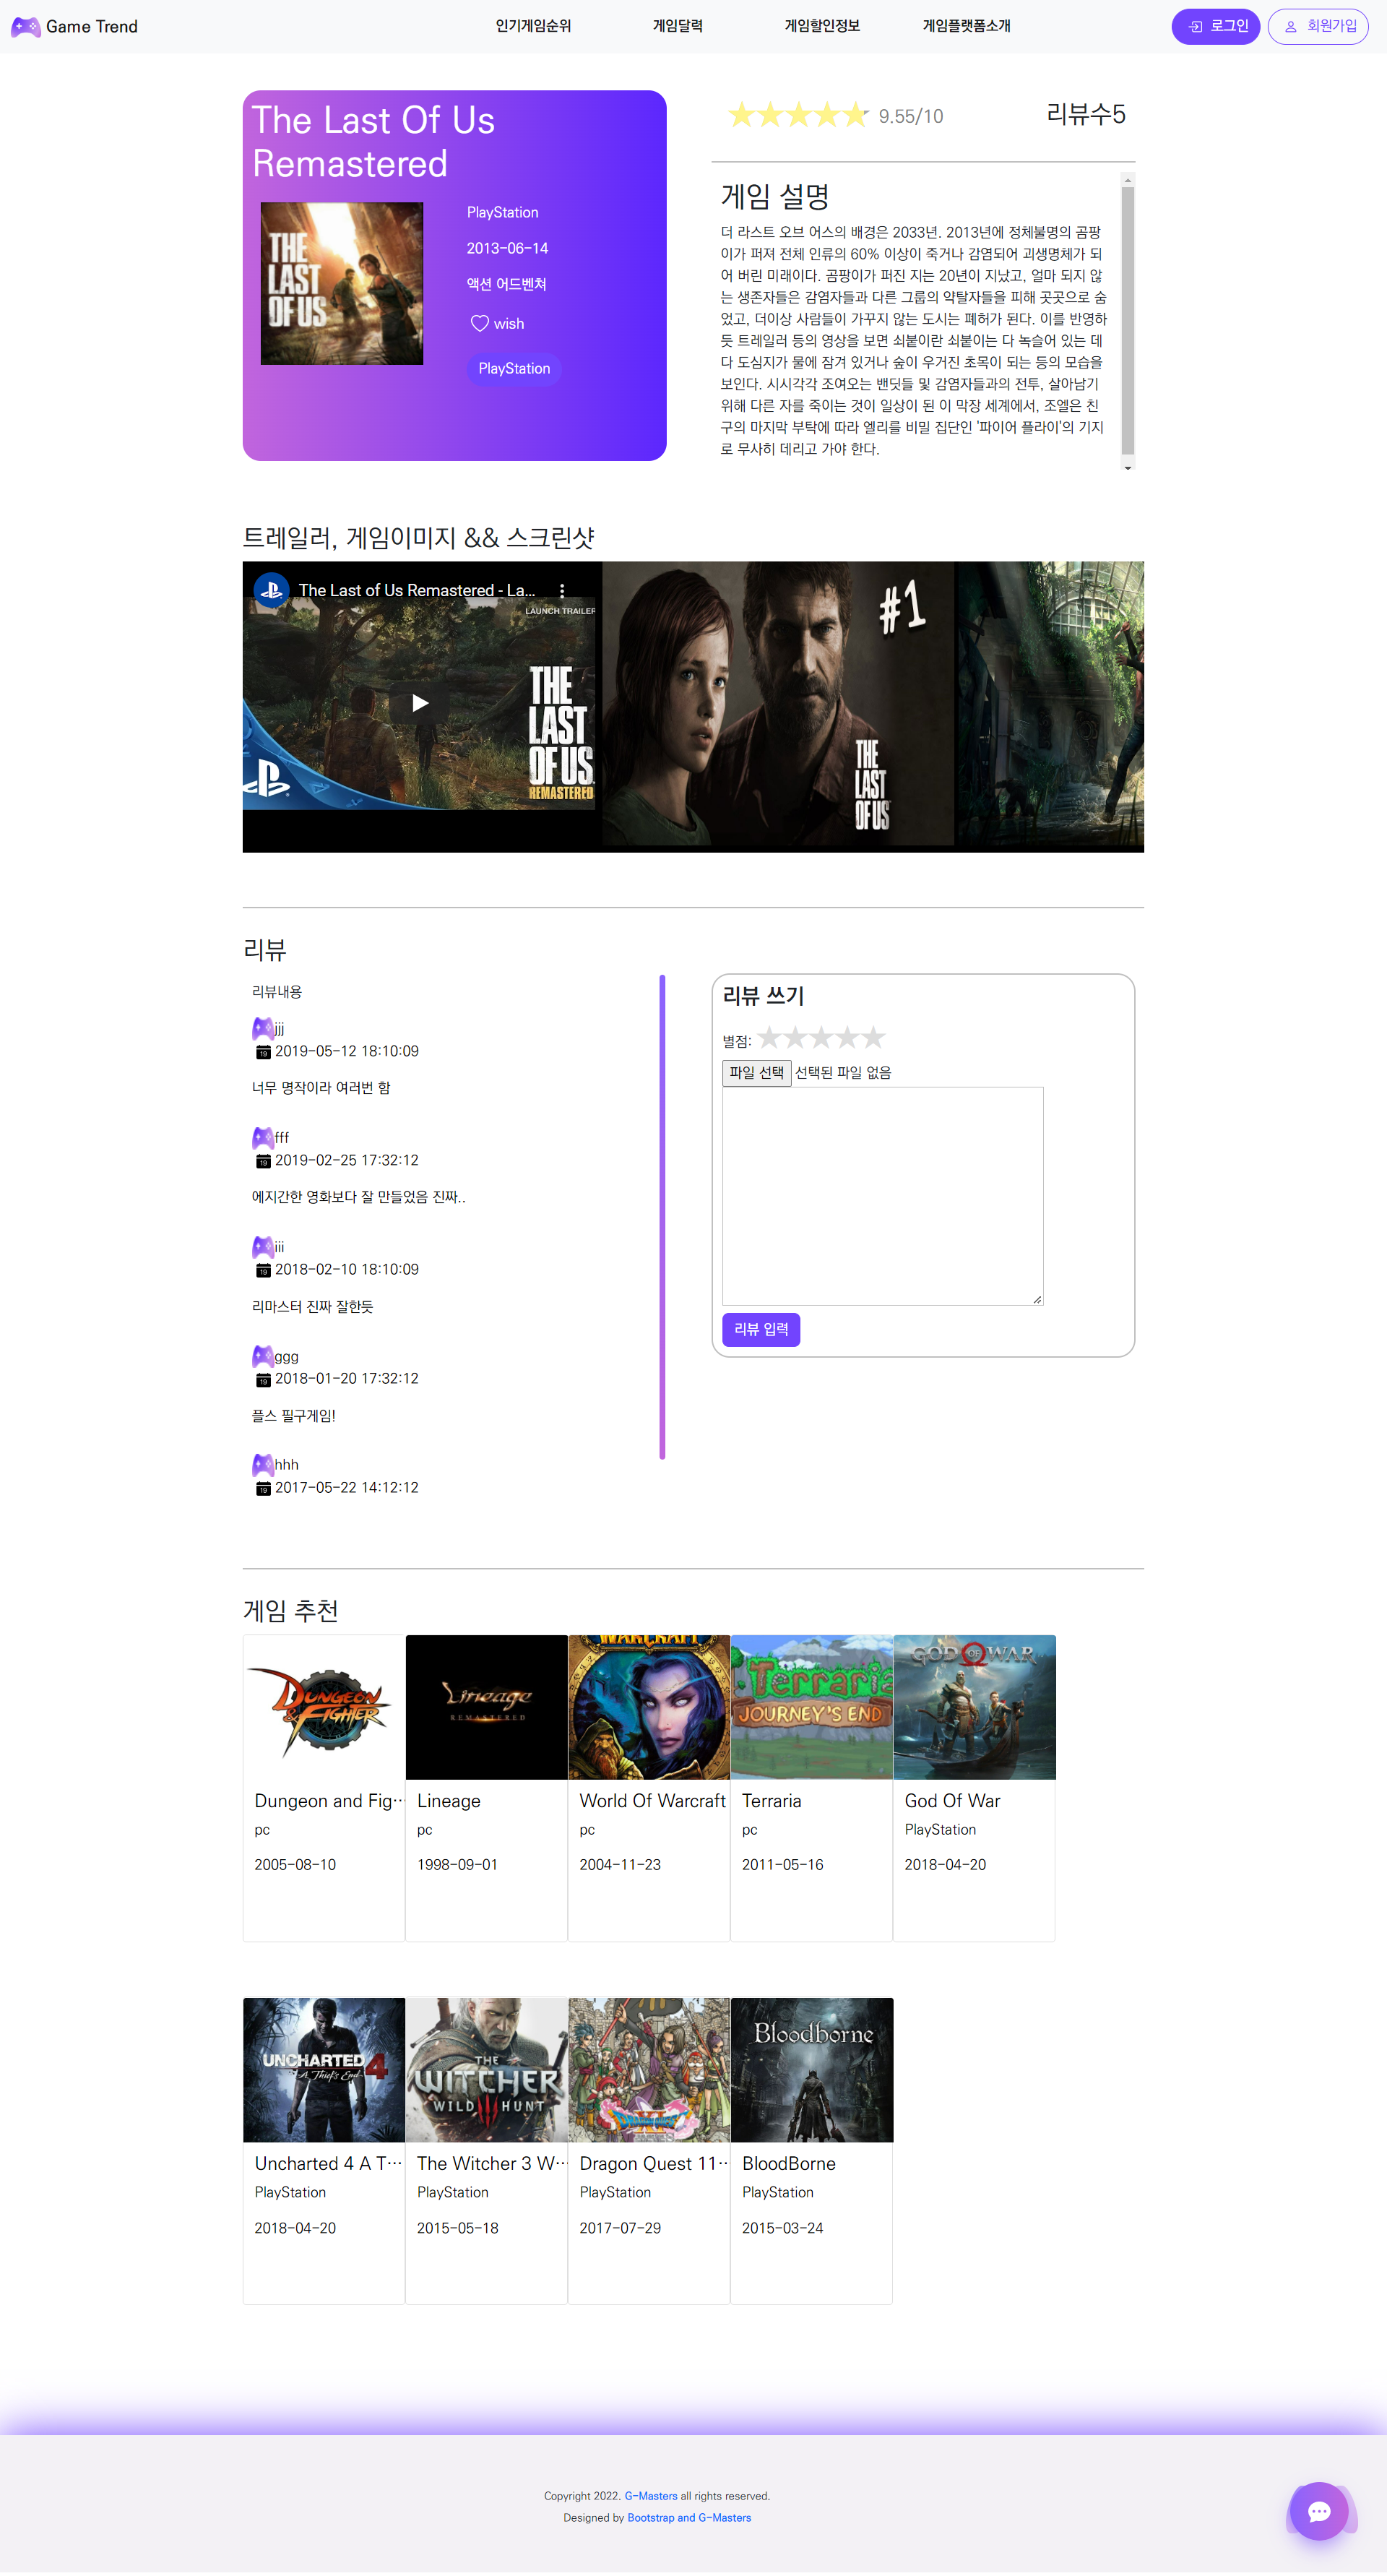 Game Trend
인기게임순위
게임달력
게임할인정보
게임플랫폼소개
로그인
회원가입
The Last Of Us
Remastered
THE
LAST
OF US
PlayStation
2013-06-14
액션 어드벤쳐
wish
PlayStation
9.55/10
리뷰수5
게임 설명
더 라스트 오브 어스의 배경은 2033년. 2013년에 정체불명의 곰팡
이가 퍼져 전체 인류의 60% 이상이 죽거나 감염되어 괴생명체가 되
어 버린 미래이다. 곰팡이가 퍼진 지는 20년이 지났고, 얼마 되지 않
는 생존자들은 감염자들과 다른 그룹의 약탈자들을 피해 곳곳으로 숨
었고, 더이상 사람들이 가꾸지 않는 도시는 폐허가 된다. 이를 반영하
듯 트레일러 등의 영상을 보면 쇠붙이란 쇠붙이는 다 녹슬어 있는 데
다 도심지가 물에 잠겨 있거나 숲이 우거진 초목이 되는 등의 모습을
보인다. 시시각각 조여오는 밴딧들 및 감염자들과의 전투, 살아남기
위해 다른 자를 죽이는 것이 일상이 된 이 막장 세계에서, 조엘은 친
구의 마지막 부탁에 따라 엘리를 비밀 집단인 '파이어 플라이'의 기지
로 무사히 데리고 가야 한다.
트레일러, 게임이미지 && 스크린샷
The Last of Us Remastered - La...
LAUNCH TRAILER
THE
LAST
OF US
REMASTERED
#1
THE
LAST
OF US
리뷰
리뷰내용
jjj
19 2019-05-12 18:10:09
너무 명작이라 여러번 함
fff
19 2019-02-25 17:32:12
에지간한 영화보다 잘 만들었음 진짜..
iii
19 2018-02-10 18:10:09
리마스터 진짜 잘한듯
ggg
19 2018-01-20 17:32:12
플스 필구게임!
hhh
19 2017-05-22 14:12:12
리뷰 쓰기
별점:
파일 선택 선택된 파일 없음
리뷰 입력
게임 추천
DUNGEON & FIGHTER
Lineage
REMASTERED
WARCRAFT
Terraria
JOURNEY'S END
GOD OF WAR
Dungeon and Fig…
pc
2005-08-10
Lineage
pc
1998-09-01
World Of Warcraft
pc
2004-11-23
Terraria
pc
2011-05-16
God Of War
PlayStation
2018-04-20
UNCHARTED 4
A Thief's End
THE
WITCHER
WILD HUNT
DRAGON QUEST XI
Bloodborne
Uncharted 4 A T…
PlayStation
2018-04-20
The Witcher 3 W…
PlayStation
2015-05-18
Dragon Quest 11…
PlayStation
2017-07-29
BloodBorne
PlayStation
2015-03-24
Copyright 2022. G-Masters all rights reserved.
Designed by Bootstrap and G-Masters